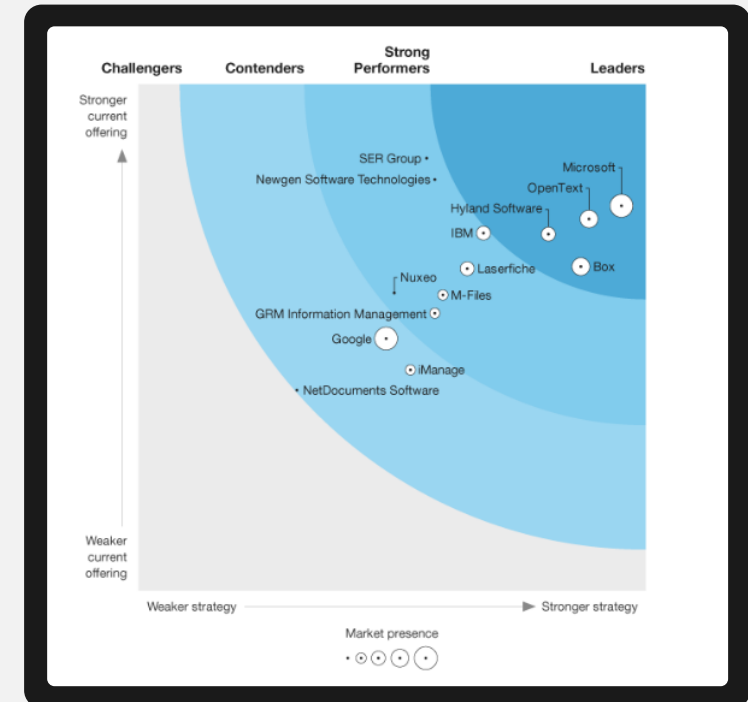 Strong
Challengers Contenders Performers Leaders
Stronger
current
offering
SER Group
Microsoft
Newgen Software Technologies
OpenText
Hyland Software
IBM
Box
Laserfiche
Nuxeo
M-Files
GRM Information Management
Google
iManage
NetDocuments Software
Weaker
current
offering
Weaker strategy Stronger strategy
Market presence